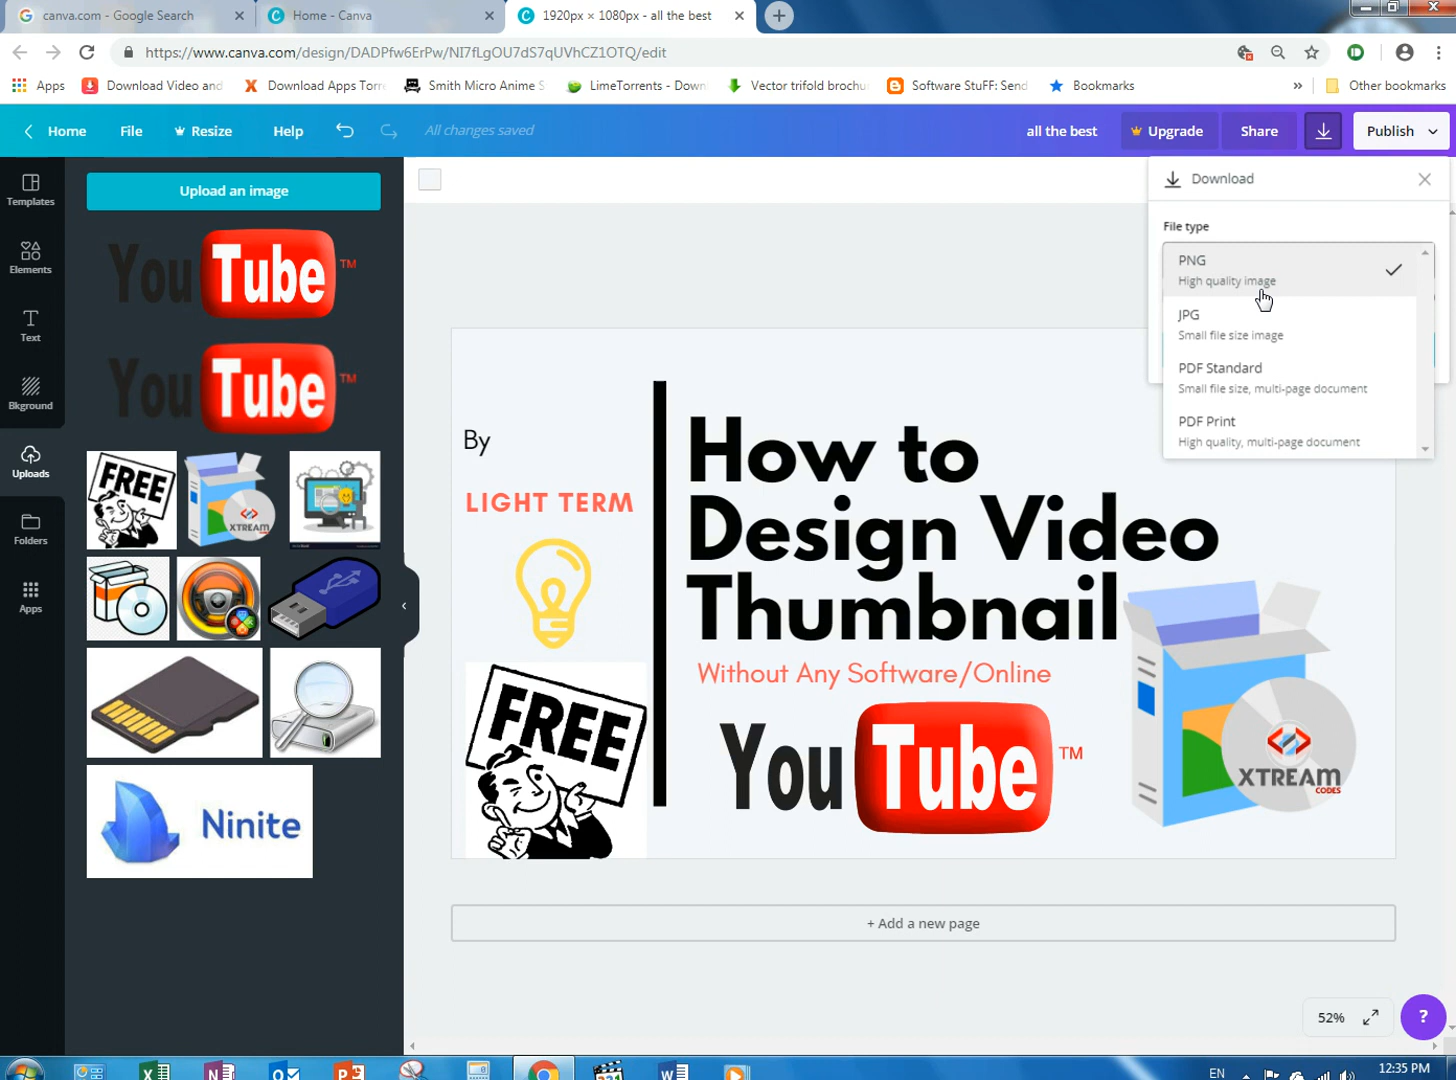 canva.com - Google Search
Home - Canva
1920px × 1080px - all the best
https://www.canva.com/design/DADPfw6ErPw/NI7fLgOU7dS7qUVhCZ1OTQ/edit
Apps
Download Video and
Download Apps Torre
Smith Micro Anime S
LimeTorrents - Down
Vector trifold brochu
Software StuFF: Send
Bookmarks
»
Other bookmarks
Home
File
Resize
Help
All changes saved
all the best
Upgrade
Share
Publish
Templates
Elements
Text
Bkground
Uploads
Folders
Apps
Upload an image
You Tube ™
You Tube ™
FREE
XTREAM
Ninite
Download
File type
PNG
High quality image
JPG
Small file size image
PDF Standard
Small file size, multi-page document
PDF Print
High quality, multi-page document
By
LIGHT TERM
FREE
How to
Design Video
Thumbnail
Without Any Software/Online
You Tube ™
XTREAM
CODES
+ Add a new page
52%
?
EN
12:35 PM